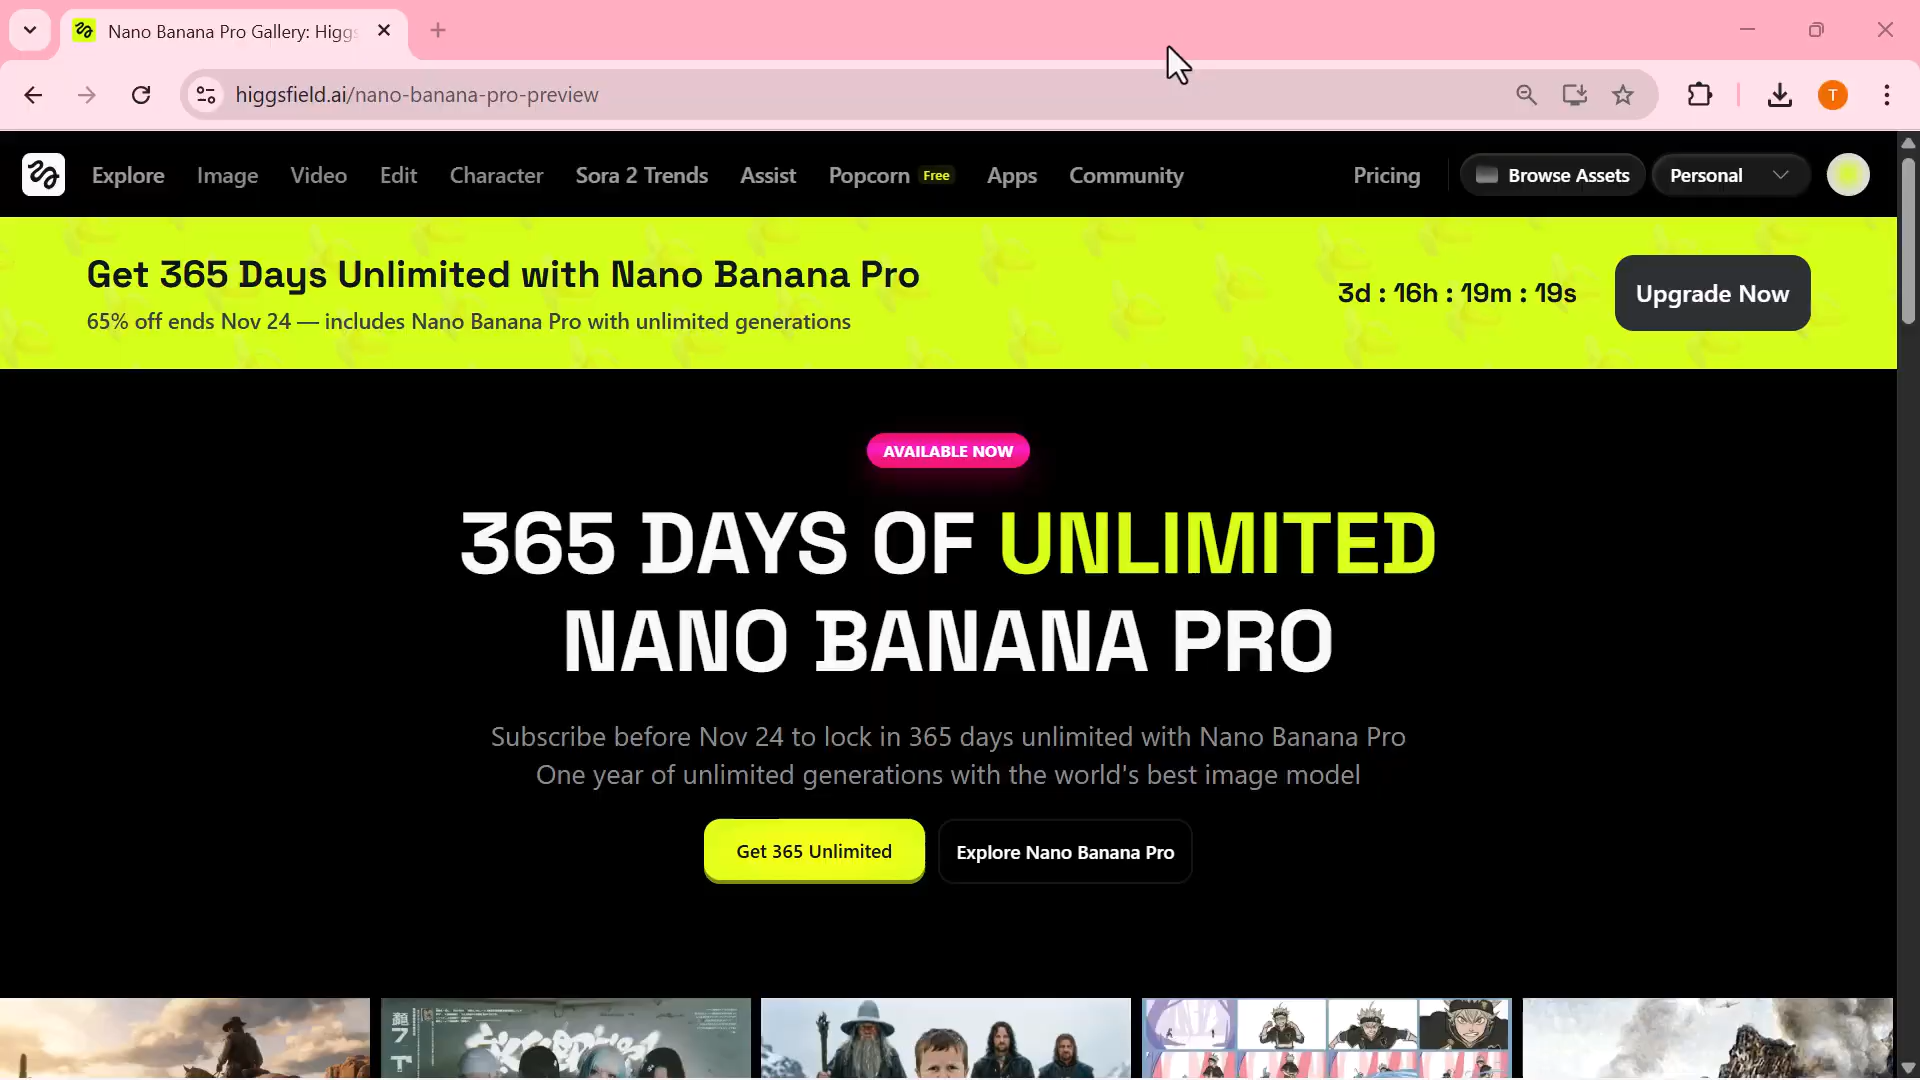 Nano Banana Pro Gallery: Higgs
higgsfield.ai/nano-banana-pro-preview
T
Explore Image Video Edit Character Sora 2 Trends Assist Popcorn Free Apps Community Pricing Browse Assets Personal
Get 365 Days Unlimited with Nano Banana Pro
65% off ends Nov 24 — includes Nano Banana Pro with unlimited generations
3d : 16h : 19m : 19s
Upgrade Now
AVAILABLE NOW
365 DAYS OF UNLIMITED
NANO BANANA PRO
Subscribe before Nov 24 to lock in 365 days unlimited with Nano Banana Pro
One year of unlimited generations with the world's best image model
Get 365 Unlimited
Explore Nano Banana Pro